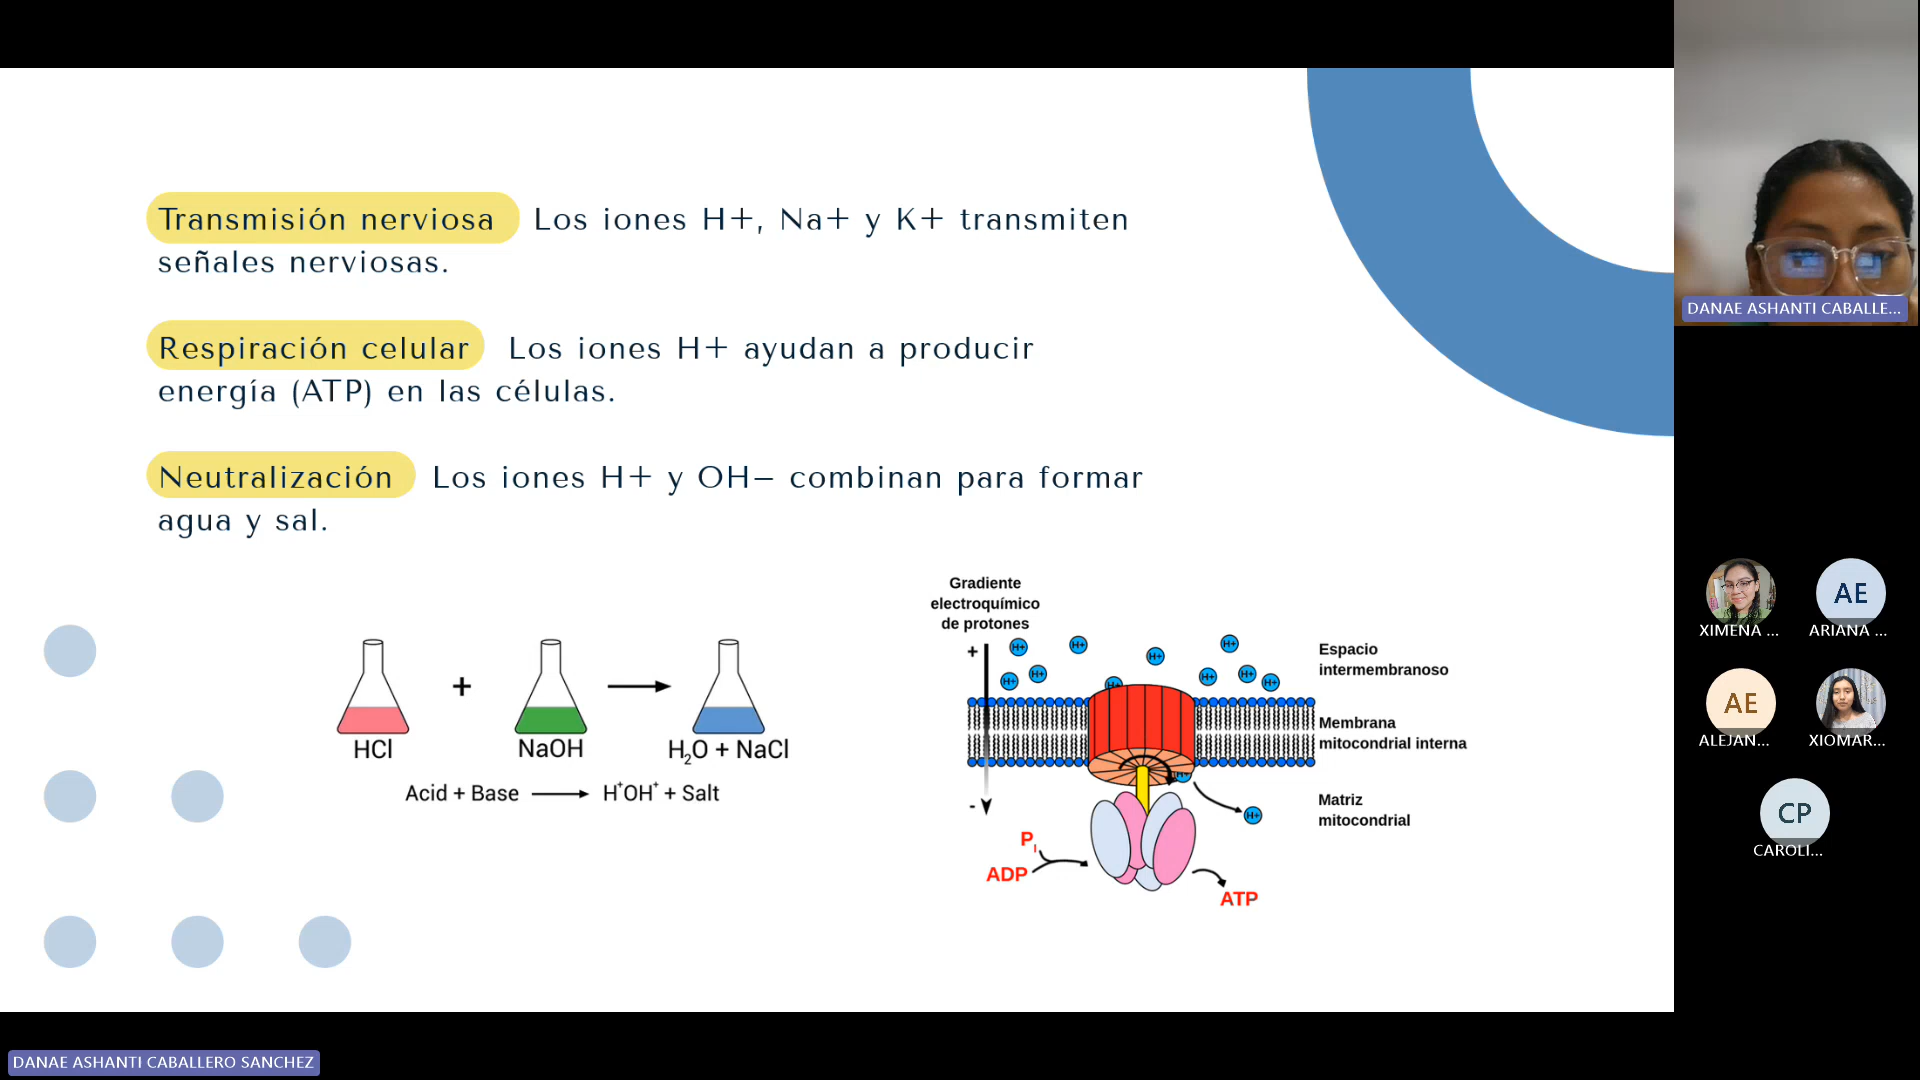 Transmisión nerviosa Los iones H+, Na+ y K+ transmiten
señales nerviosas.
Respiración celular Los iones H+ ayudan a producir
energía (ATP) en las células.
Neutralización Los iones H+ y OH– combinan para formar
agua y sal.
HCl + NaOH → H₂O + NaCl
Acid + Base → H⁺OH⁺ + Salt
Gradiente
electroquímico
de protones
+
-
H+
H+
H+
H+
H+
H+
H+
H+
H+
H+
H+
H+
Espacio
intermembranoso
Membrana
mitocondrial interna
Matriz
mitocondrial
Pᵢ
ADP
ATP
DANAE ASHANTI CABALLE...
AE
XIMENA ...
ARIANA ...
AE
ALEJAN...
XIOMAR...
CP
CAROLI...
DANAE ASHANTI CABALLERO SANCHEZ